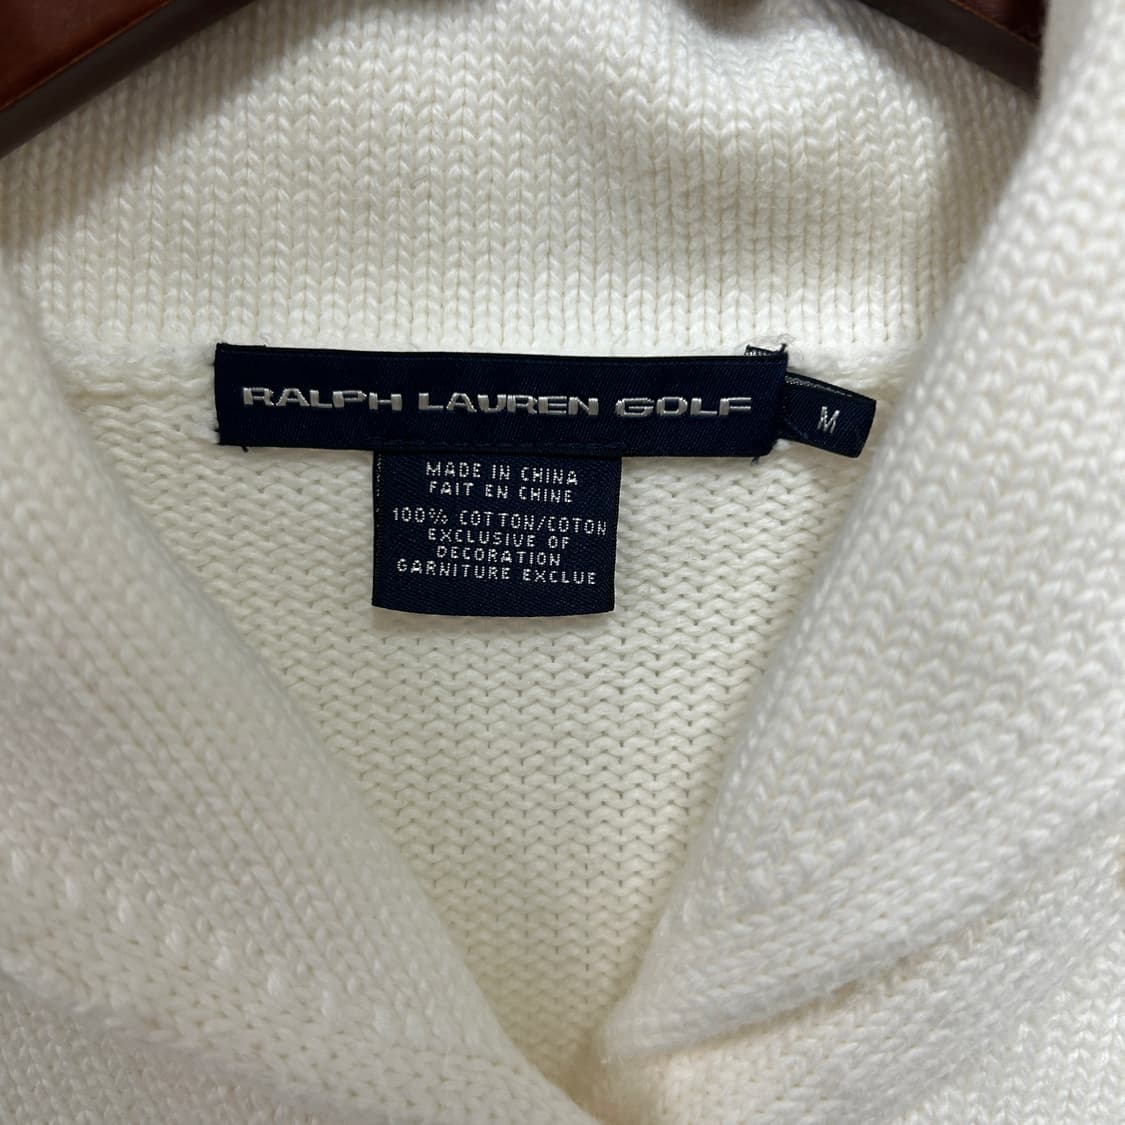 RALPH LAUREN GOLF
M
MADE IN CHINA
FAIT EN CHINE
100% COTTON/COTON
EXCLUSIVE OF
DECORATION
GARNITURE EXCLUE